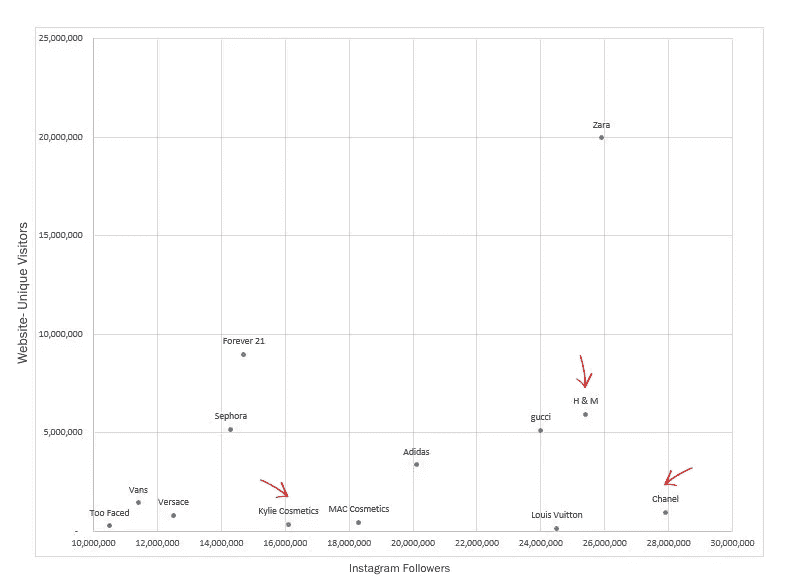 25,000,000
Zara
20,000,000
15,000,000
Website- Unique Visitors
10,000,000
Forever 21
H & M
Sephora
gucci
5,000,000
Adidas
Vans
Versace
Chanel
Too Faced
Kylie Cosmetics
MAC Cosmetics
Louis Vuitton
-
10,000,000 12,000,000 14,000,000 16,000,000 18,000,000 20,000,000 22,000,000 24,000,000 26,000,000 28,000,000 30,000,000
Instagram Followers